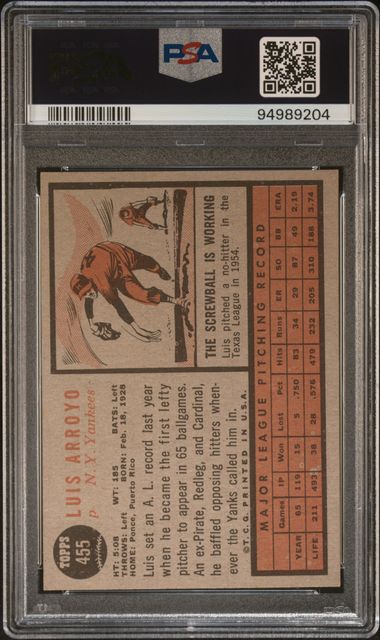 PSA
94989204
TOPPS
455
LUIS ARROYO
p N. Y. Yankees
HT: 5:08 WT: 185 BATS: Left
THROWS: Left BORN: Feb. 18, 1928
HOME: Ponce, Puerto Rico
Luis set an A. L. record last year
when he became the first lefty
pitcher to appear in 65 ballgames.
An ex-Pirate, Redleg, and Cardinal,
he baffled opposing hitters when-
ever the Yanks called him in.
© T. C. G. PRINTED IN U.S.A.
THE SCREWBALL IS WORKING
Luis pitched a no-hitter in the
Texas League in 1954.
MAJOR LEAGUE PITCHING RECORD
Games IP Won Lost Pct Hits Runs ER SO BB ERA
YEAR 65 119 15 5 .750 83 34 29 87 49 2.19
LIFE 211 493 38 28 .576 479 232 205 310 188 3.74